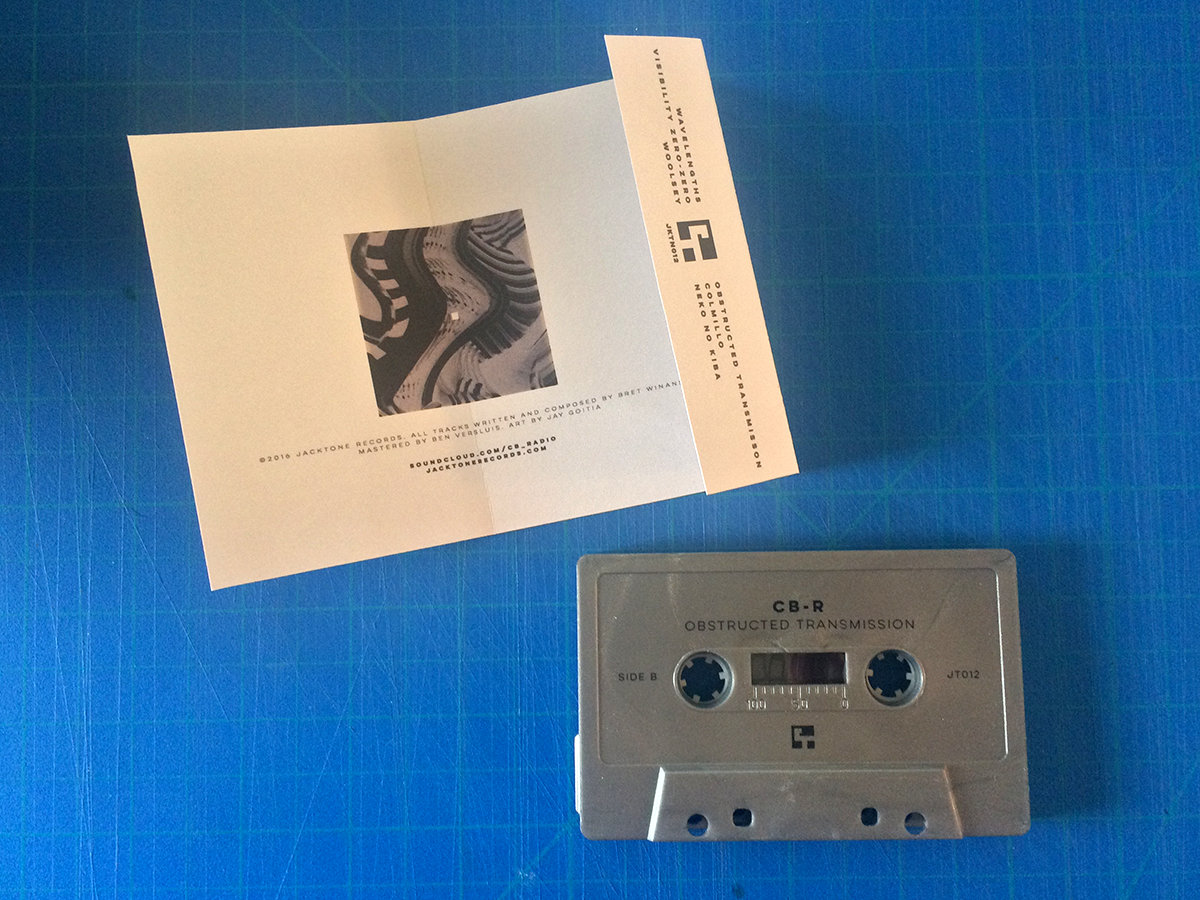 WAVELENGTHS
VISIBILITY ZERO-ZERO
WOOLSEY
JKTN012
OBSTRUCTED TRANSMISSON
COLMILLO
NEKO NO KIBA
©2016 JACKTONE RECORDS. ALL TRACKS WRITTEN AND COMPOSED BY BRET WINAN
MASTERED BY BEN VERSLUIS. ART BY JAY GOITIA
SOUNDCLOUD.COM/CB_RADIO
JACKTONERECORDS.COM
CB-R
OBSTRUCTED TRANSMISSION
SIDE B
JT012
100 50 0